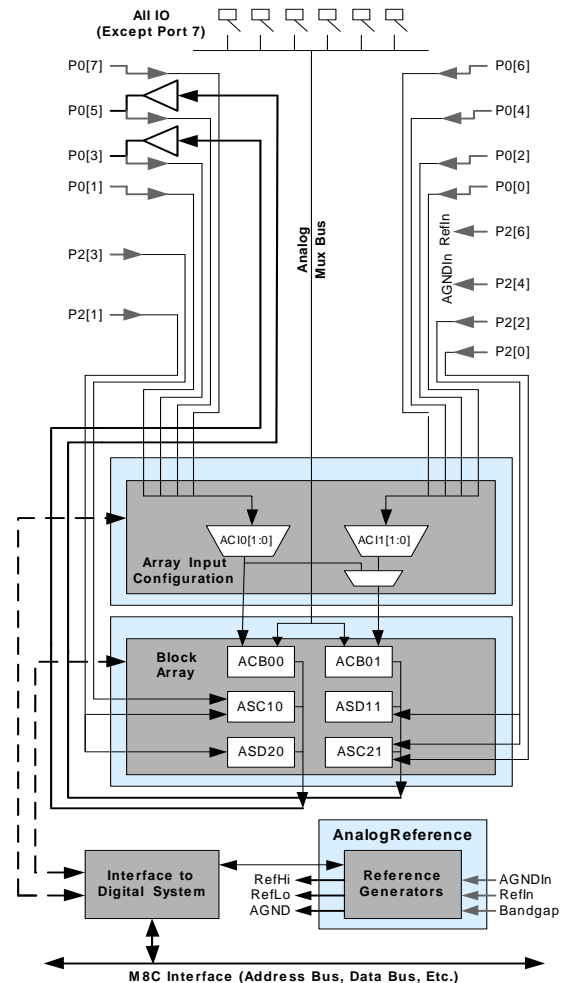 All IO
(Except Port 7)
P0[7]
P0[6]
P0[5]
P0[4]
P0[3]
P0[2]
P0[1]
P0[0]
Analog
Mux Bus
AGNDIn RefIn
P2[6]
P2[3]
P2[4]
P2[1]
P2[2]
P2[0]
ACI0[1:0]
ACI1[1:0]
Array Input
Configuration
Block
Array
ACB00
ACB01
ASC10
ASD11
ASD20
ASC21
AnalogReference
Interface to
Digital System
RefHi
RefLo
AGND
Reference
Generators
AGNDIn
RefIn
Bandgap
M8C Interface (Address Bus, Data Bus, Etc.)